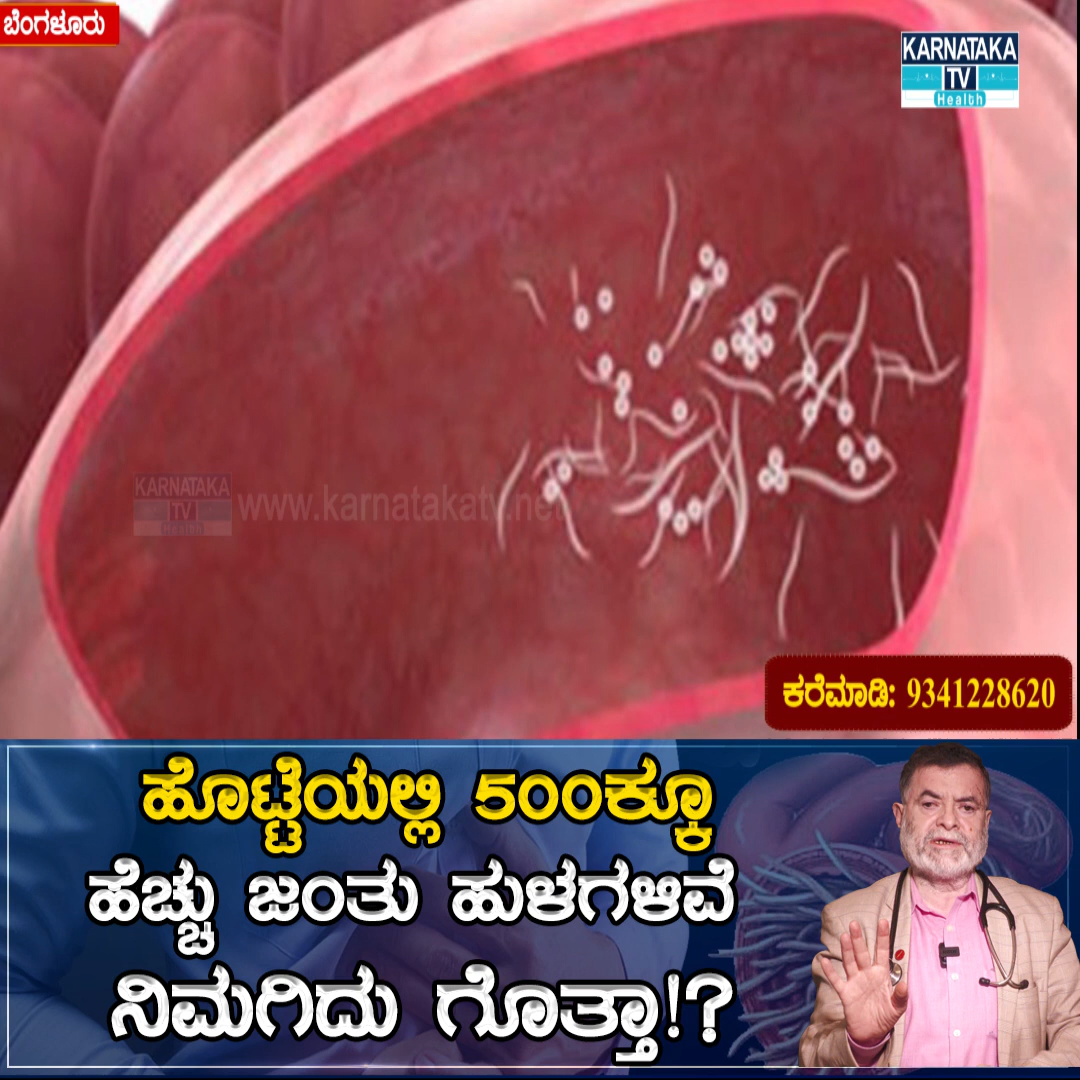 ಬೆಂಗಳೂರು
KARNATAKA
TV
Health
KARNATAKA
TV
Health
www.karnatakatv.net
ಕರೆಮಾಡಿ: 9341228620
ಹೊಟ್ಟೆಯಲ್ಲಿ 500ಕ್ಕೂ
ಹೆಚ್ಚು ಜಂತು ಹುಳಗಳಿವೆ
ನಿಮಗಿದು ಗೊತ್ತಾ!?